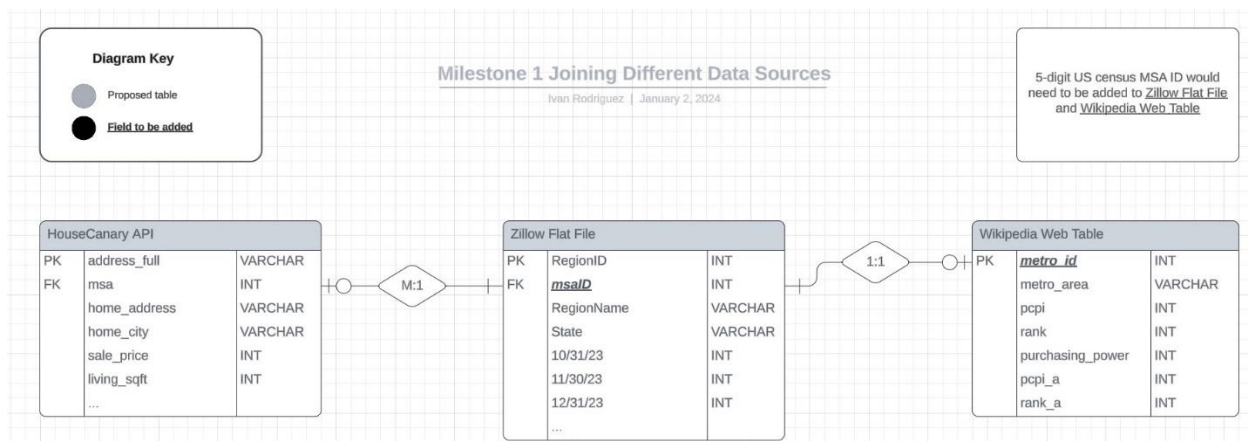 Diagram Key
Proposed table
Field to be added
Milestone 1 Joining Different Data Sources
Ivan Rodriguez | January 2, 2024
5-digit US census MSA ID would
need to be added to Zillow Flat File
and Wikipedia Web Table
HouseCanary API
PK address_full VARCHAR
FK msa INT
home_address VARCHAR
home_city VARCHAR
sale_price INT
living_sqft INT
...
M:1
Zillow Flat File
PK RegionID INT
FK msaID INT
RegionName VARCHAR
State VARCHAR
10/31/23 INT
11/30/23 INT
12/31/23 INT
...
1:1
Wikipedia Web Table
PK metro_id INT
metro_area VARCHAR
pcpi INT
rank INT
purchasing_power INT
pcpi_a INT
rank_a INT